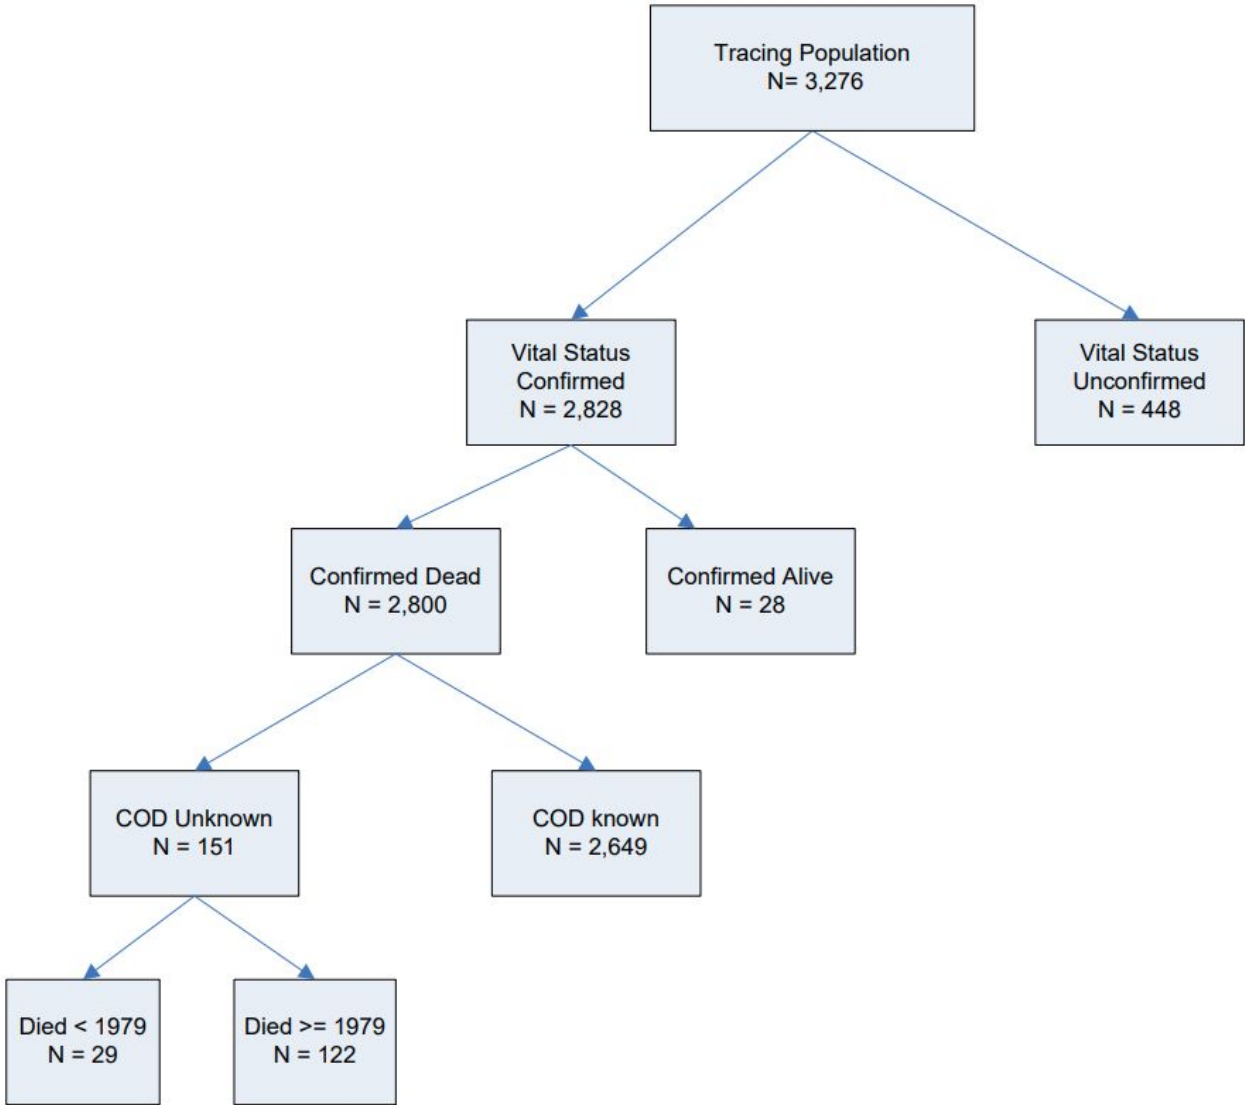 Tracing Population
N= 3,276
Vital Status
Confirmed
N = 2,828
Vital Status
Unconfirmed
N = 448
Confirmed Dead
N = 2,800
Confirmed Alive
N = 28
COD Unknown
N = 151
COD known
N = 2,649
Died < 1979
N = 29
Died >= 1979
N = 122